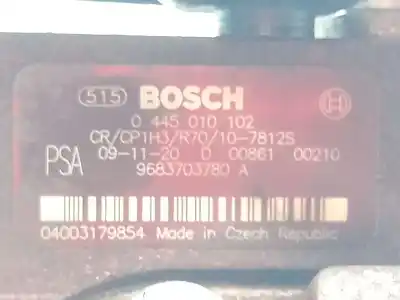 515 BOSCH
0 445 010 102
CR/CP1H3/R70/10-7812S
PSA 09-11-20 D 00861 00210
9683703780 A
04003179854 Made in Czech Republic